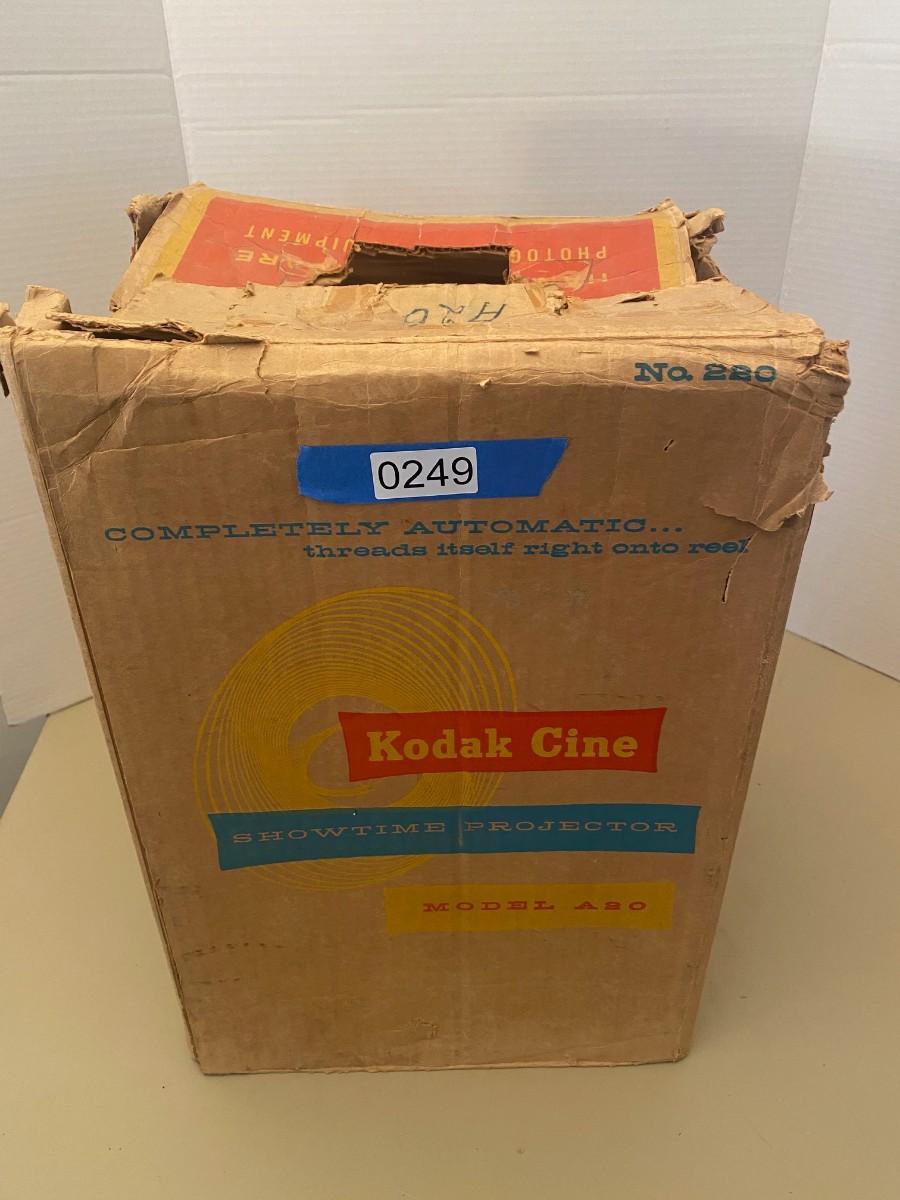 PHOTOG
UIPMENT
A20
No. 220
0249
COMPLETELY AUTOMATIC...
threads itself right onto reel
Kodak Cine
SHOWTIME PROJECTOR
MODEL A20